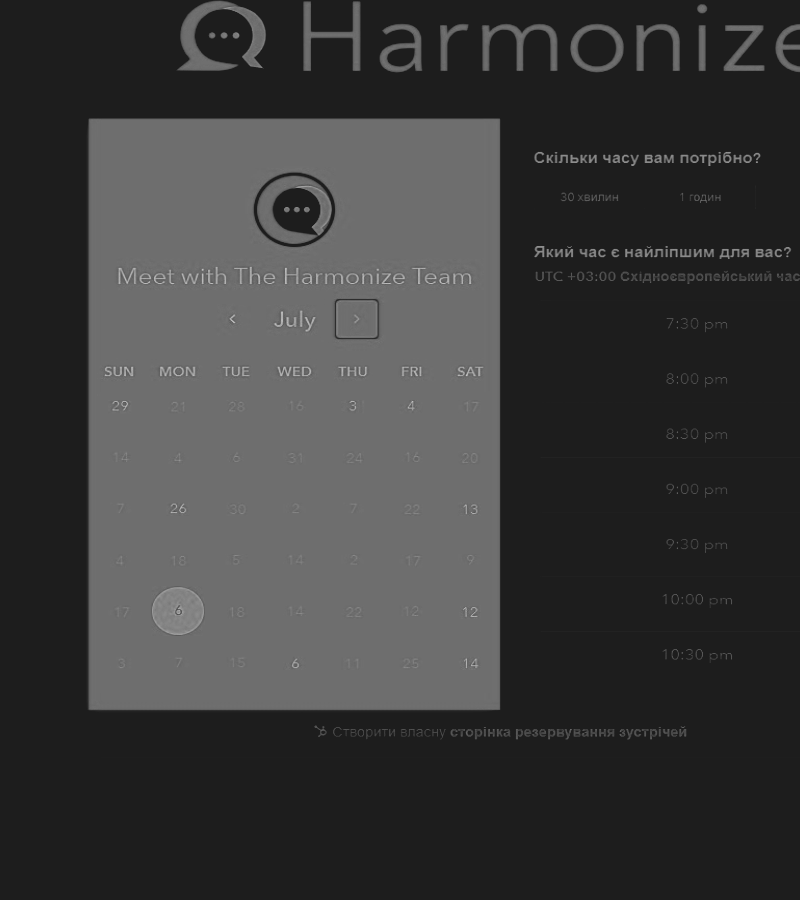 Harmonize
Meet with The Harmonize Team
July
SUN MON TUE WED THU FRI SAT
29 21 28 16 3 4 17
14 4 6 31 24 16 20
7 26 30 2 7 22 13
4 18 5 14 2 17 9
17 6 18 14 22 12 12
3 7 15 6 11 25 14
Скільки часу вам потрібно?
30 хвилин 1 годин
Який час є найліпшим для вас?
UTC +03:00 Східноєвропейський час
7:30 pm
8:00 pm
8:30 pm
9:00 pm
9:30 pm
10:00 pm
10:30 pm
Створити власну сторінка резервування зустрічей